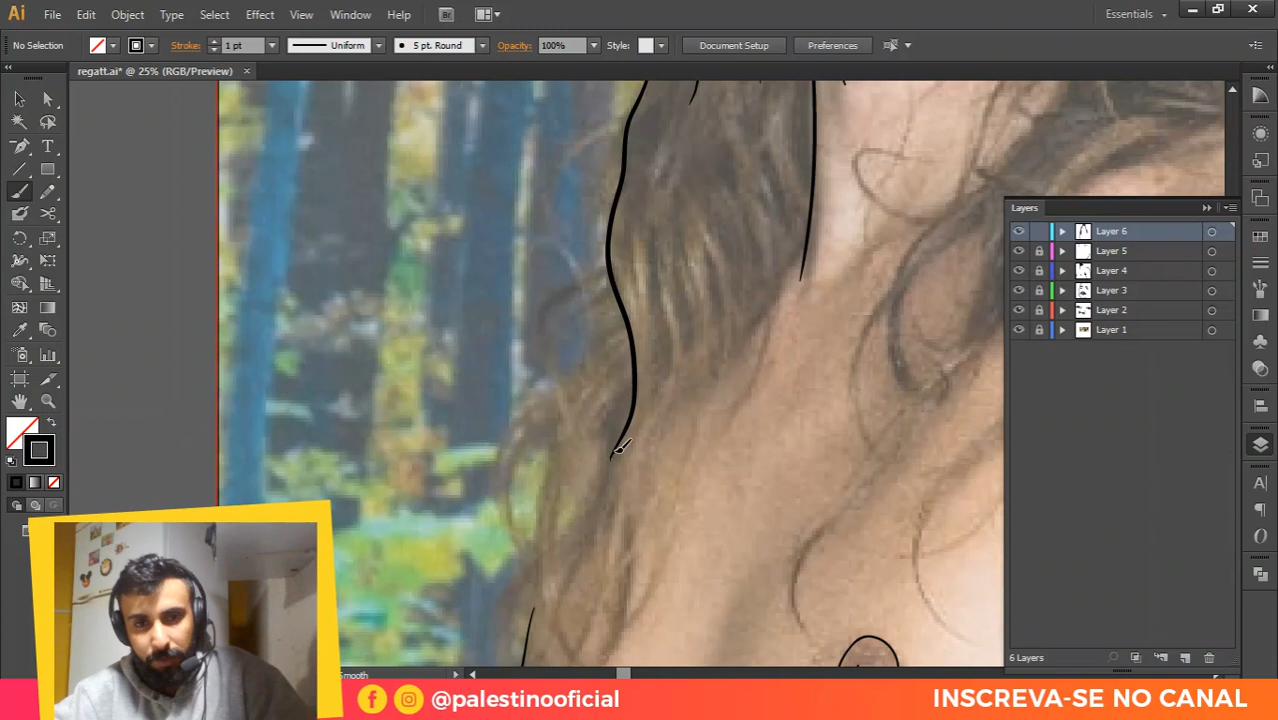 Ai File Edit Object Type Select Effect View Window Help Br Essentials
No Selection Stroke: 1 pt Uniform 5 pt. Round Opacity: 100% Style: Document Setup Preferences
regatt.ai* @ 25% (RGB/Preview)
Layers
Layer 6
Layer 5
Layer 4
Layer 3
Layer 2
Layer 1
6 Layers
Smooth
@palestinooficial
INSCREVA-SE NO CANAL